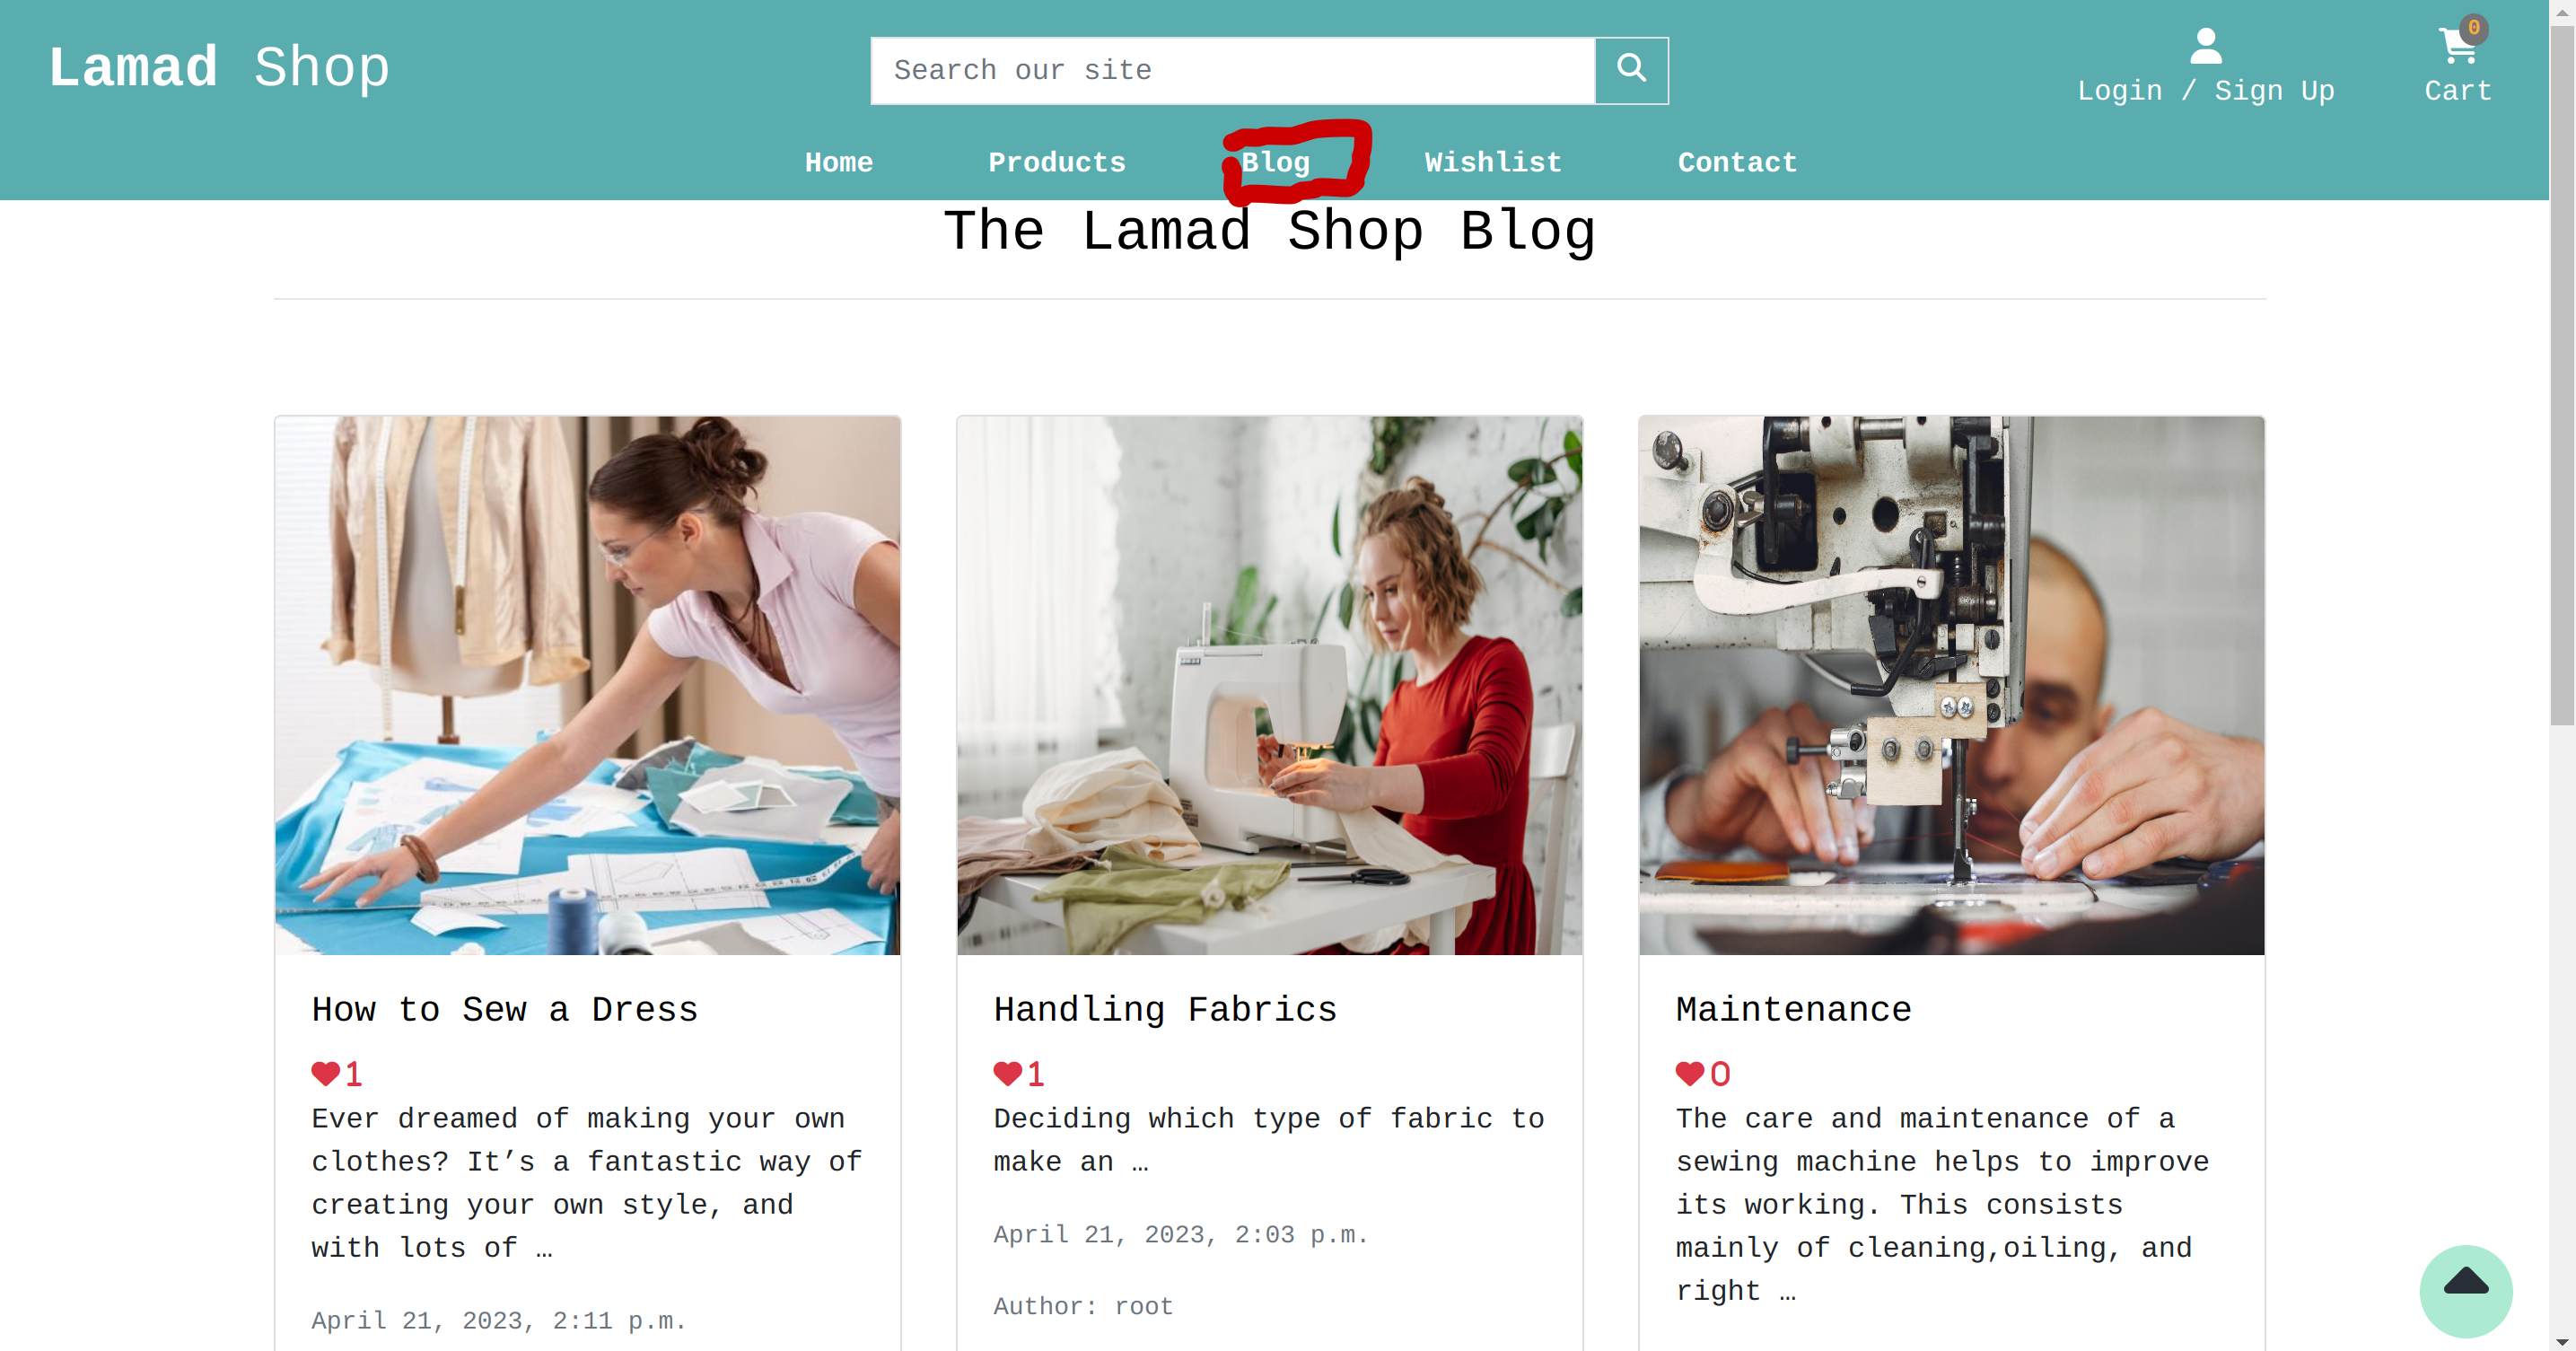 Lamad Shop
Search our site
0
Login / Sign Up
Cart
Home Products Blog Wishlist Contact
The Lamad Shop Blog
How to Sew a Dress
1
Ever dreamed of making your own
clothes? It’s a fantastic way of
creating your own style, and
with lots of …
April 21, 2023, 2:11 p.m.
Handling Fabrics
1
Deciding which type of fabric to
make an …
April 21, 2023, 2:03 p.m.
Author: root
Maintenance
0
The care and maintenance of a
sewing machine helps to improve
its working. This consists
mainly of cleaning,oiling, and
right …